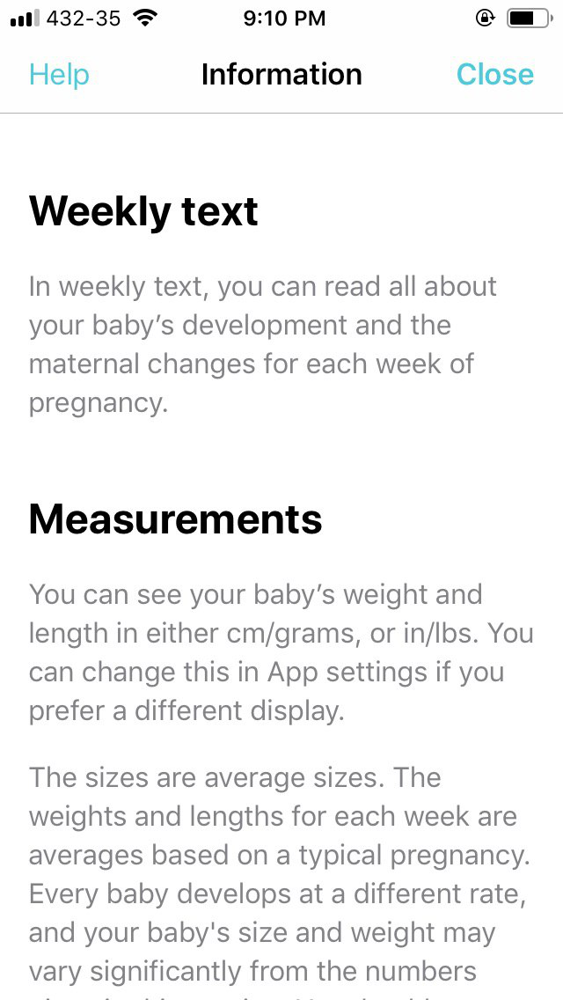 432-35 9:10 PM
Help Information Close
Weekly text
In weekly text, you can read all about
your baby’s development and the
maternal changes for each week of
pregnancy.
Measurements
You can see your baby’s weight and
length in either cm/grams, or in/lbs. You
can change this in App settings if you
prefer a different display.
The sizes are average sizes. The
weights and lengths for each week are
averages based on a typical pregnancy.
Every baby develops at a different rate,
and your baby's size and weight may
vary significantly from the numbers